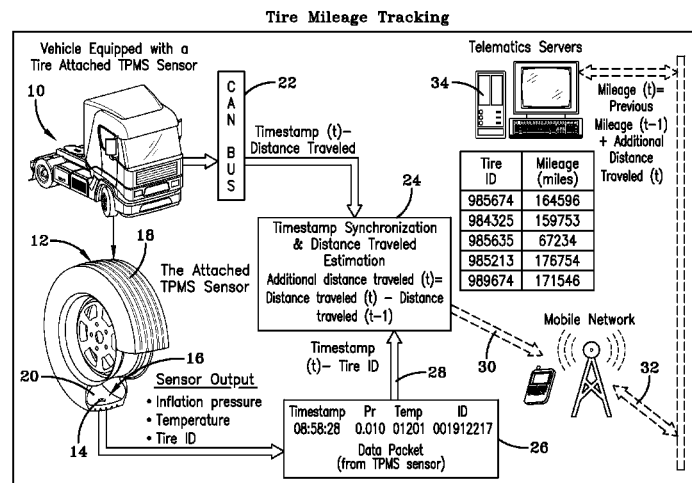 Tire Mileage Tracking
Vehicle Equipped with a
Tire Attached TPMS Sensor
10
CAN BUS
22
Timestamp (t)-
Distance Traveled
Telematics Servers
34
Mileage (t)=
Previous
Mileage (t-1)
+ Additional
Distance
Traveled (t)
Tire ID Mileage (miles)
985674 164596
984325 159753
985635 67234
985213 176754
989674 171546
24
Timestamp Synchronization
& Distance Traveled
Estimation
Additional distance traveled (t)=
Distance traveled (t) - Distance
traveled (t-1)
12
18
The Attached
TPMS Sensor
20
16
14
Sensor Output
• Inflation pressure
• Temperature
• Tire ID
Timestamp
(t)- Tire ID
28
30
Mobile Network
32
Timestamp Pr Temp ID
08:58:28 0.010 01201 001912217
Data Packet
(from TPMS sensor)
26